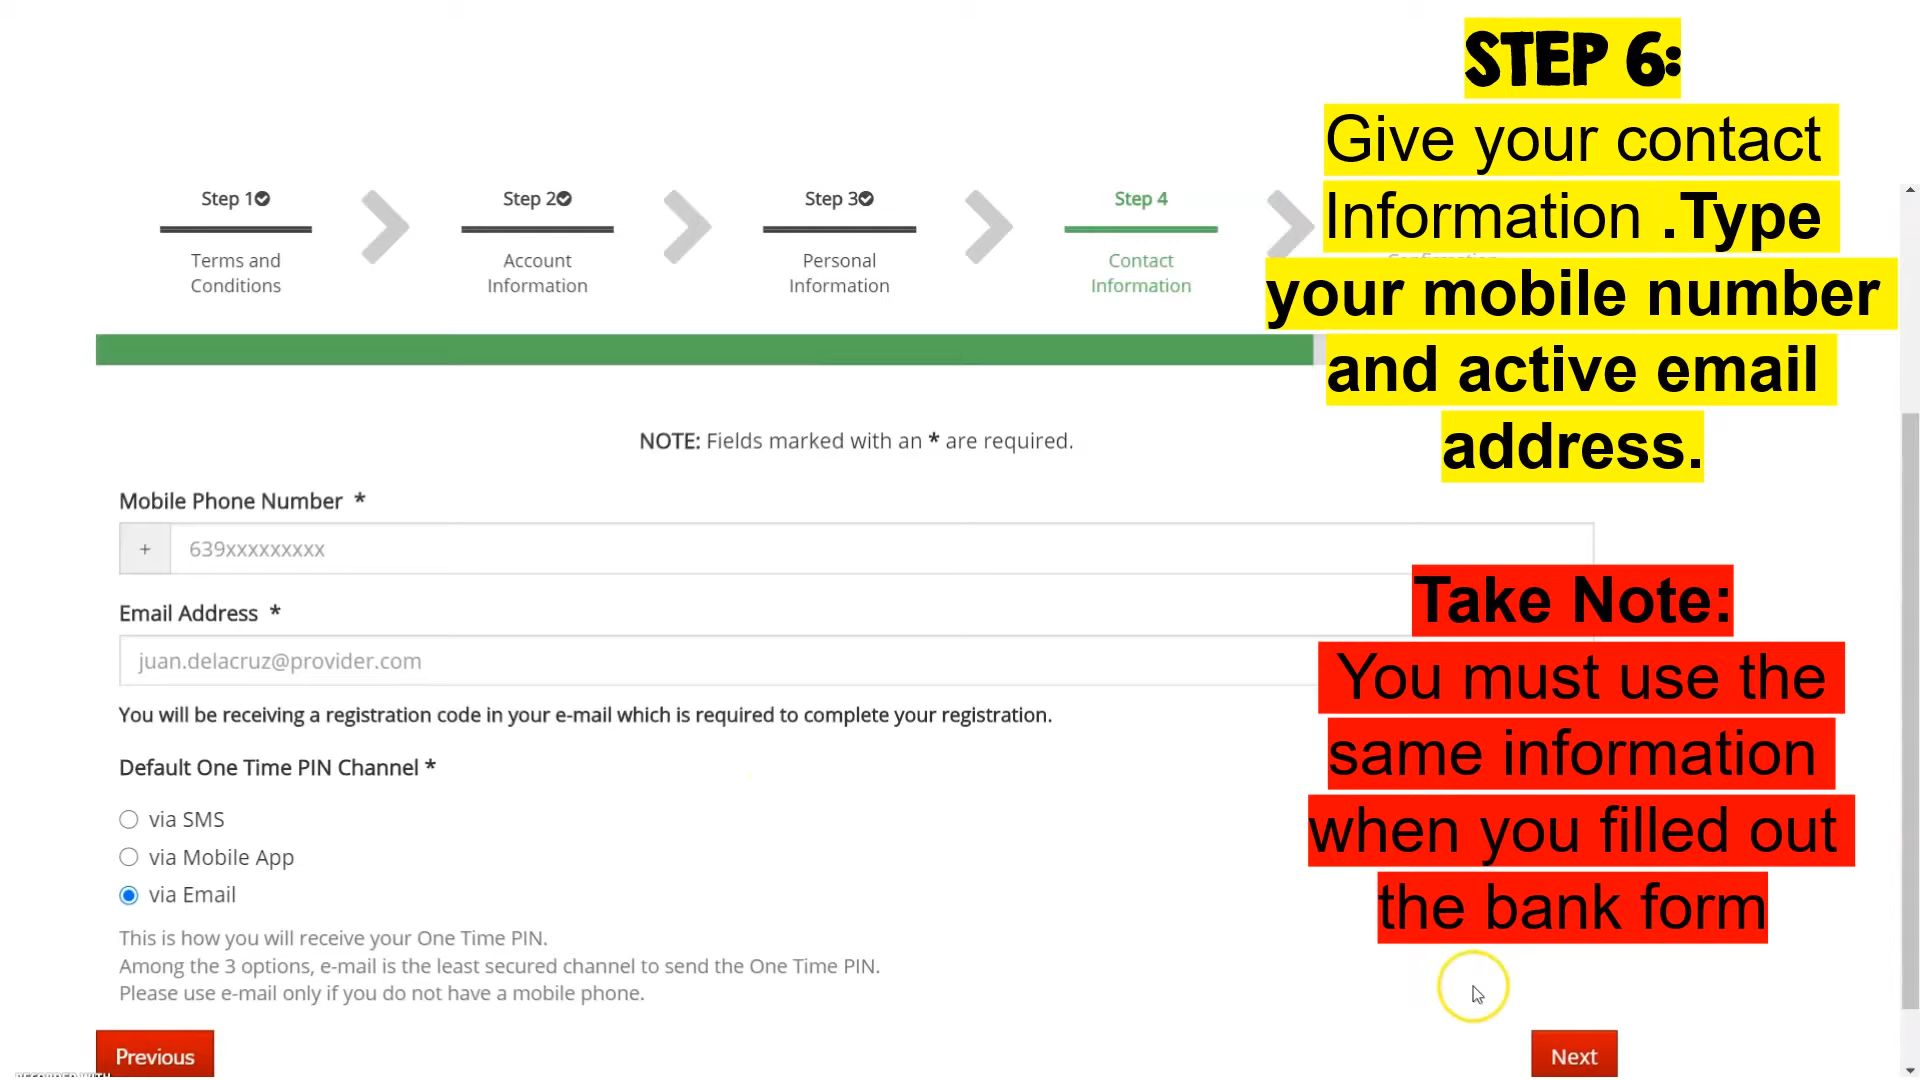 STEP 6:
Give your contact
Information .Type
your mobile number
and active email
address.
Step 1
Step 2
Step 3
Step 4
Terms and
Conditions
Account
Information
Personal
Information
Contact
Information
NOTE: Fields marked with an * are required.
Mobile Phone Number *
+ 639xxxxxxxxx
Email Address *
juan.delacruz@provider.com
You will be receiving a registration code in your e-mail which is required to complete your registration.
Default One Time PIN Channel *
via SMS
via Mobile App
via Email
This is how you will receive your One Time PIN.
Among the 3 options, e-mail is the least secured channel to send the One Time PIN.
Please use e-mail only if you do not have a mobile phone.
Take Note:
You must use the
same information
when you filled out
the bank form
Previous
Next